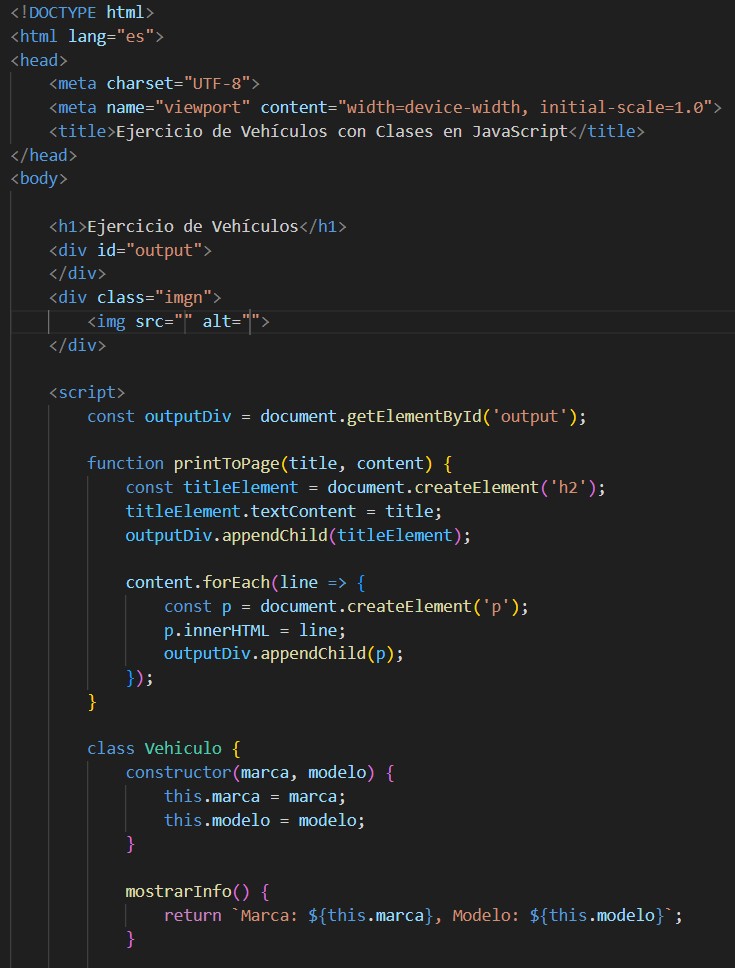 <!DOCTYPE html>
<html lang="es">
<head>
    <meta charset="UTF-8">
    <meta name="viewport" content="width=device-width, initial-scale=1.0">
    <title>Ejercicio de Vehículos con Clases en JavaScript</title>
</head>
<body>

    <h1>Ejercicio de Vehículos</h1>
    <div id="output">
    </div>
    <div class="imgn">
        <img src="" alt="">
    </div>

    <script>
        const outputDiv = document.getElementById('output');

        function printToPage(title, content) {
            const titleElement = document.createElement('h2');
            titleElement.textContent = title;
            outputDiv.appendChild(titleElement);

            content.forEach(line => {
                const p = document.createElement('p');
                p.innerHTML = line;
                outputDiv.appendChild(p);
            });
        }

        class Vehiculo {
            constructor(marca, modelo) {
                this.marca = marca;
                this.modelo = modelo;
            }

            mostrarInfo() {
                return `Marca: ${this.marca}, Modelo: ${this.modelo}`;
            }